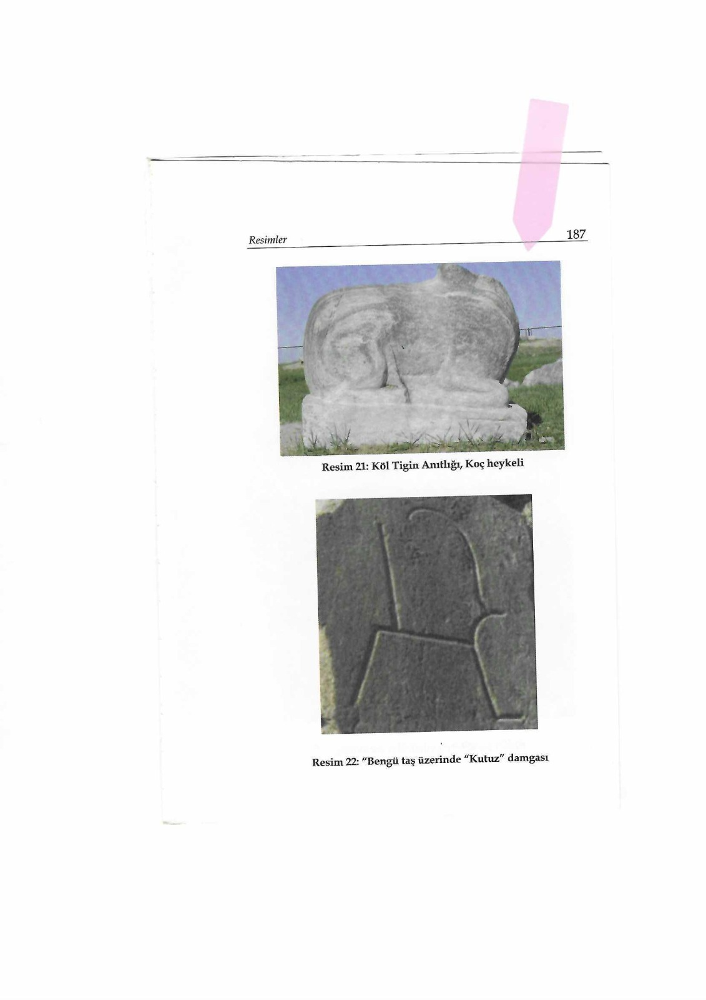 Resimler
187
Resim 21: Köl Tigin Anıtlığı, Koç heykeli
Resim 22: "Bengü taş üzerinde "Kutuz" damgası